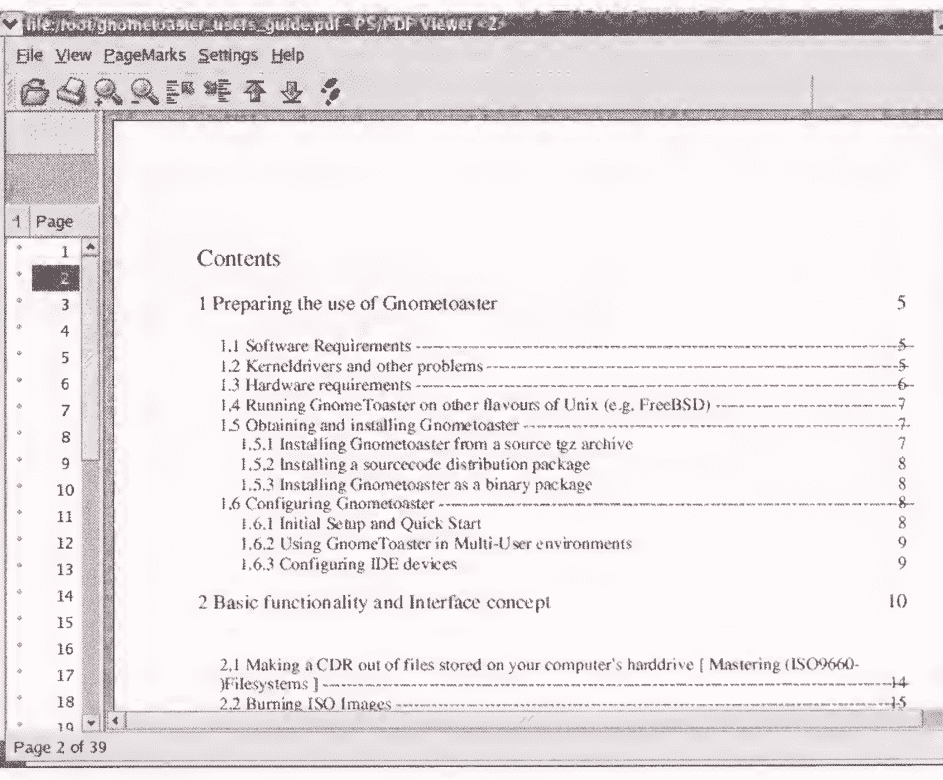 file:/root/gnometoaster_users_guide.pdf - PS/PDF Viewer <2>
File View PageMarks Settings Help
1 Page
1
2
3
4
5
6
7
8
9
10
11
12
13
14
15
16
17
18
19
Contents
1 Preparing the use of Gnometoaster 5
1.1 Software Requirements 5
1.2 Kerneldrivers and other problems 5
1.3 Hardware requirements 6
1.4 Running GnomeToaster on other flavours of Unix (e.g. FreeBSD) 7
1.5 Obtaining and installing Gnometoaster 7
1.5.1 Installing Gnometoaster from a source tgz archive 7
1.5.2 Installing a sourcecode distribution package 8
1.5.3 Installing Gnometoaster as a binary package 8
1.6 Configuring Gnometoaster 8
1.6.1 Initial Setup and Quick Start 8
1.6.2 Using GnomeToaster in Multi-User environments 9
1.6.3 Configuring IDE devices 9
2 Basic functionality and Interface concept 10
2.1 Making a CDR out of files stored on your computer's harddrive [ Mastering (ISO9660-
)Filesystems ] 14
2.2 Burning ISO Images 15
Page 2 of 39